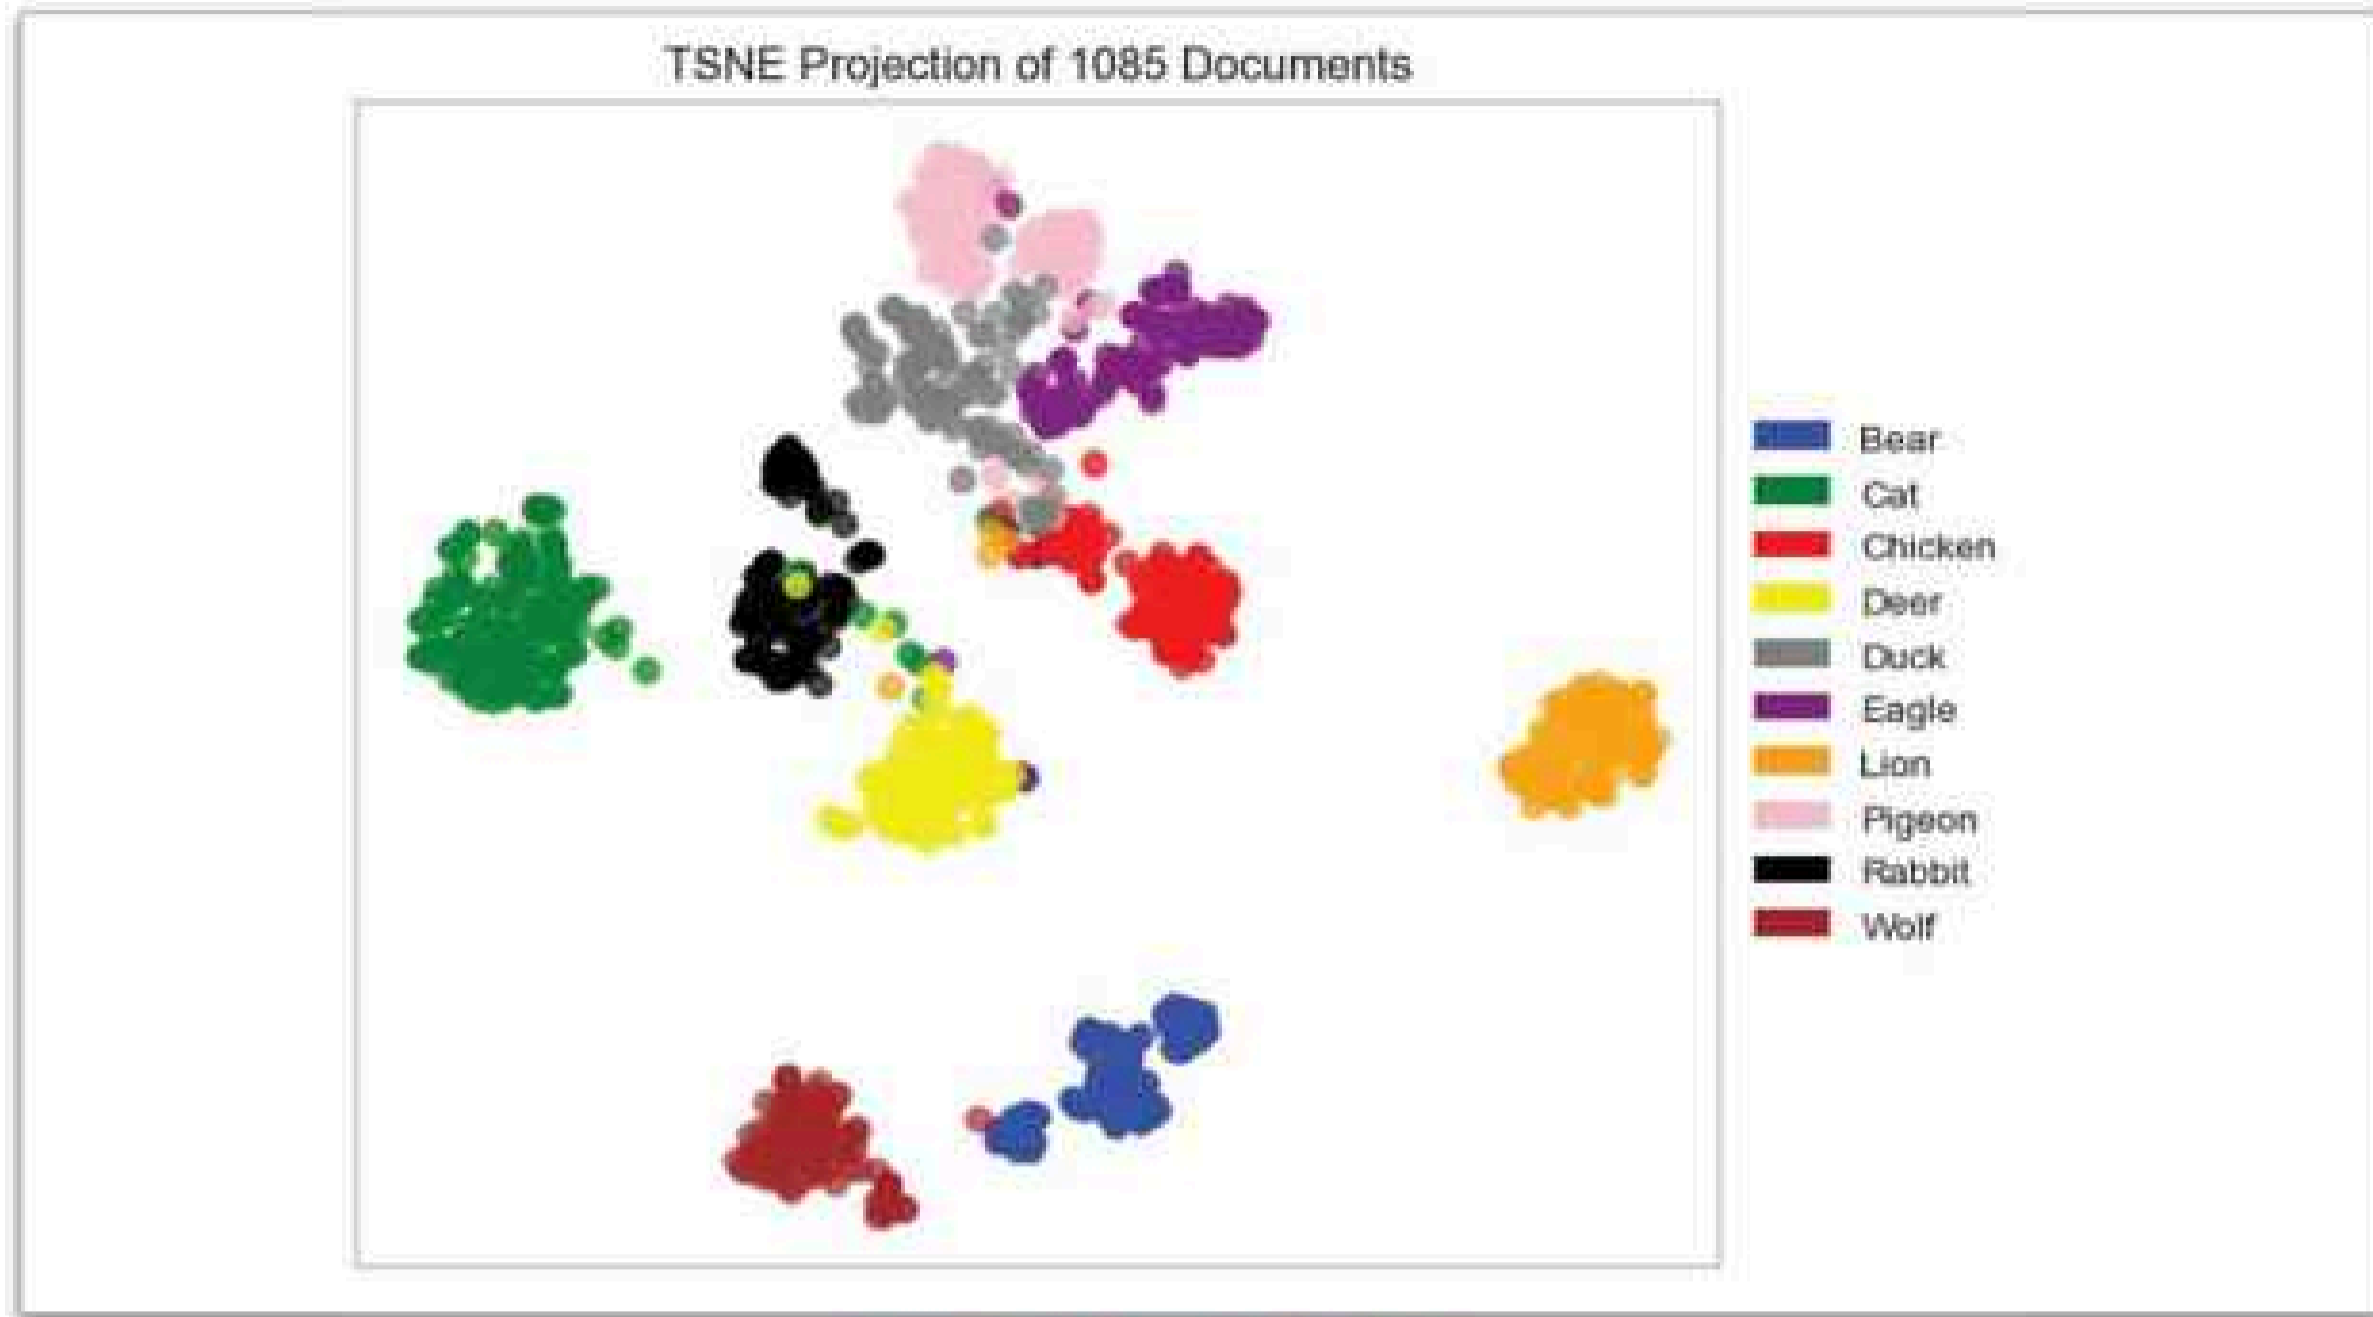 TSNE Projection of 1085 Documents
Bear
Cat
Chicken
Deer
Duck
Eagle
Lion
Pigeon
Rabbit
Wolf